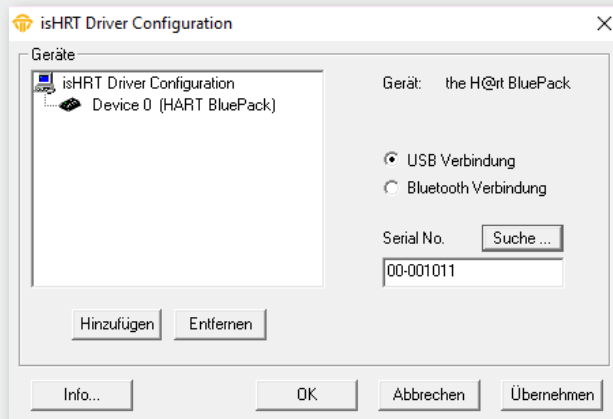 isHRT Driver Configuration
Geräte
isHRT Driver Configuration
Device 0 (HART BluePack)
Gerät: the H@rt BluePack
USB Verbindung
Bluetooth Verbindung
Serial No. Suche ...
00-001011
Hinzufügen Entfernen
Info... OK Abbrechen Übernehmen